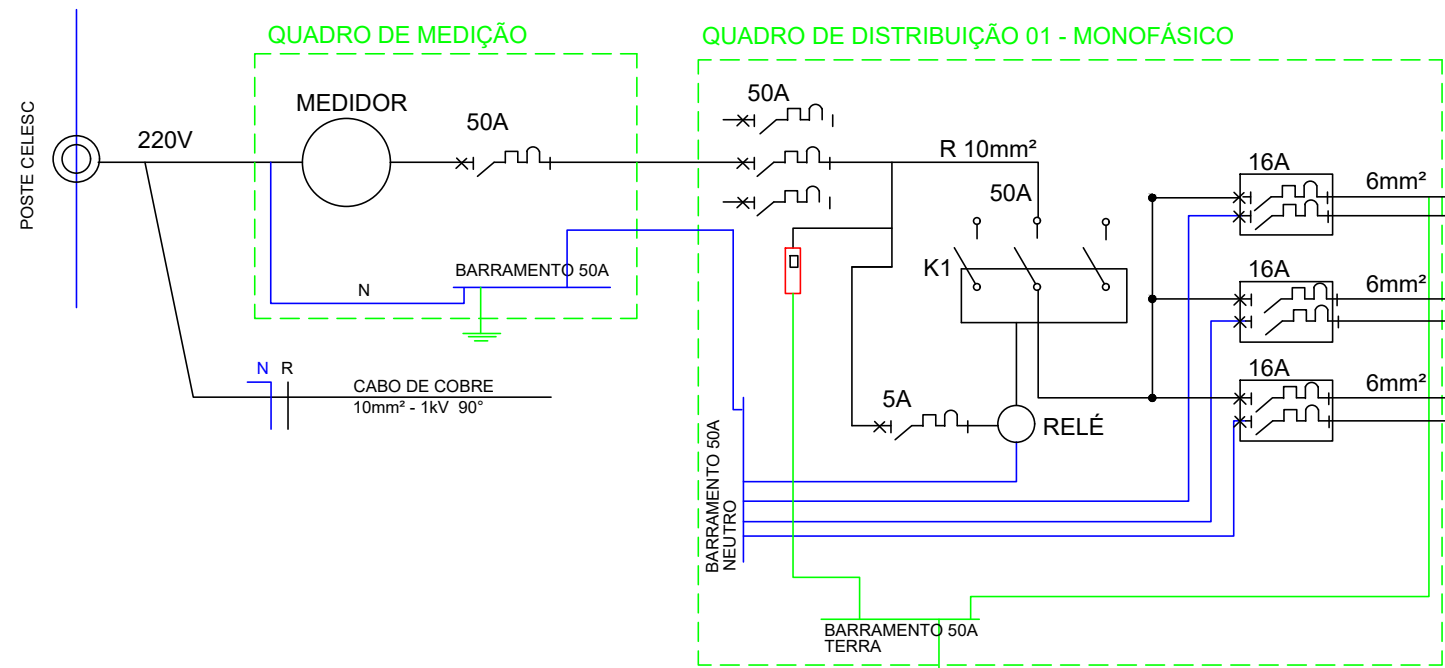 QUADRO DE MEDIÇÃO
QUADRO DE DISTRIBUIÇÃO 01 - MONOFÁSICO
POSTE CELESC
220V
MEDIDOR
50A
50A
R 10mm²
50A
K1
16A
6mm²
16A
6mm²
16A
6mm²
BARRAMENTO 50A
N
N R
CABO DE COBRE
10mm² - 1kV 90°
5A
RELÉ
BARRAMENTO 50A
NEUTRO
BARRAMENTO 50A
TERRA